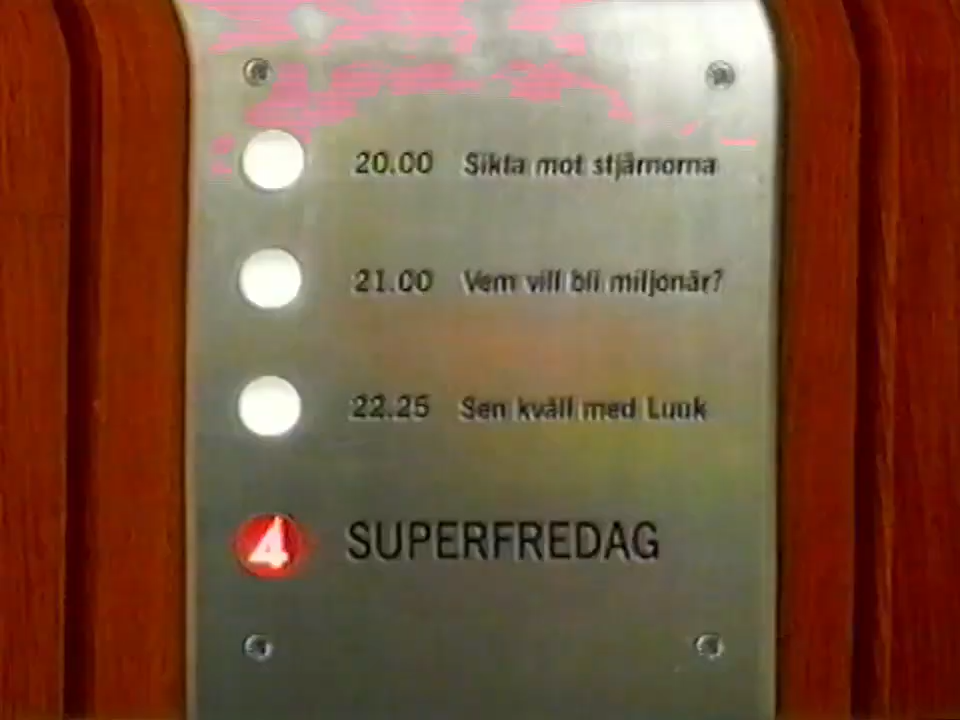 20.00 Sikta mot stjärnorna
21.00 Vem vill bli miljonär?
22.25 Sen kväll med Luuk
4 SUPERFREDAG